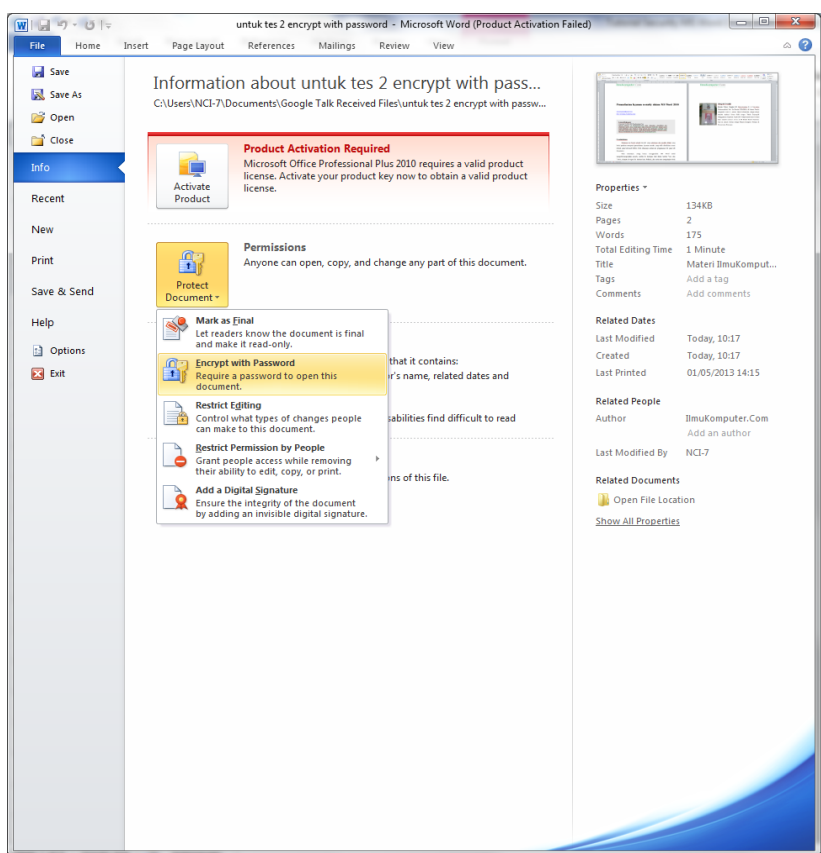 untuk tes 2 encrypt with password - Microsoft Word (Product Activation Failed)
File Home Insert Page Layout References Mailings Review View
Save
Save As
Open
Close
Info
Recent
New
Print
Save & Send
Help
Options
Exit
Information about untuk tes 2 encrypt with pass...
C:\Users\NCI-7\Documents\Google Talk Received Files\untuk tes 2 encrypt with passw...
Activate
Product
Product Activation Required
Microsoft Office Professional Plus 2010 requires a valid product
license. Activate your product key now to obtain a valid product
license.
Protect
Document
Permissions
Anyone can open, copy, and change any part of this document.
Mark as Final
Let readers know the document is final
and make it read-only.
Encrypt with Password
Require a password to open this
document.
Restrict Editing
Control what types of changes people
can make to this document.
Restrict Permission by People
Grant people access while removing
their ability to edit, copy, or print.
Add a Digital Signature
Ensure the integrity of the document
by adding an invisible digital signature.
that it contains:
r's name, related dates and
sabilities find difficult to read
ns of this file.
Properties
Size 134KB
Pages 2
Words 175
Total Editing Time 1 Minute
Title Materi IlmuKomput...
Tags Add a tag
Comments Add comments
Related Dates
Last Modified Today, 10:17
Created Today, 10:17
Last Printed 01/05/2013 14:15
Related People
Author IlmuKomputer.Com
Add an author
Last Modified By NCI-7
Related Documents
Open File Location
Show All Properties